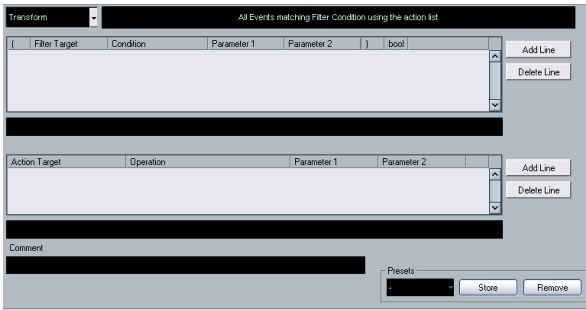 Transform All Events matching Filter Condition using the action list
( Filter Target Condition Parameter 1 Parameter 2 ) bool
Add Line
Delete Line
Action Target Operation Parameter 1 Parameter 2
Add Line
Delete Line
Comment
Presets
- Store Remove